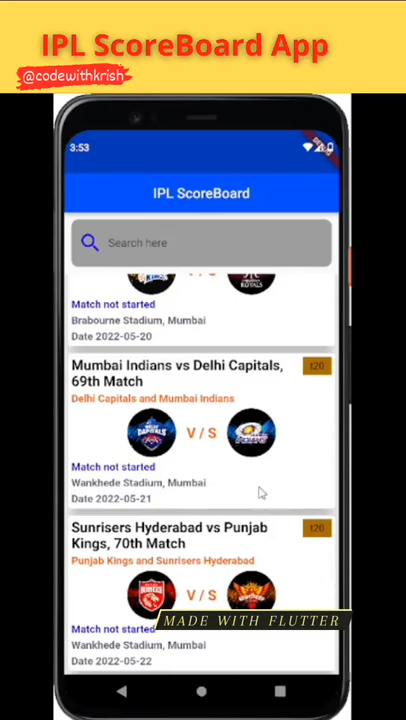 IPL ScoreBoard App
@codewithkrish
3:53
DEBUG
IPL ScoreBoard
Search here
KINGS
ROYALS
Match not started
Brabourne Stadium, Mumbai
Date 2022-05-20
Mumbai Indians vs Delhi Capitals,
69th Match
t20
Delhi Capitals and Mumbai Indians
V / S
Match not started
Wankhede Stadium, Mumbai
Date 2022-05-21
Sunrisers Hyderabad vs Punjab
Kings, 70th Match
t20
Punjab Kings and Sunrisers Hyderabad
V / S
MADE WITH FLUTTER
Match not started
Wankhede Stadium, Mumbai
Date 2022-05-22